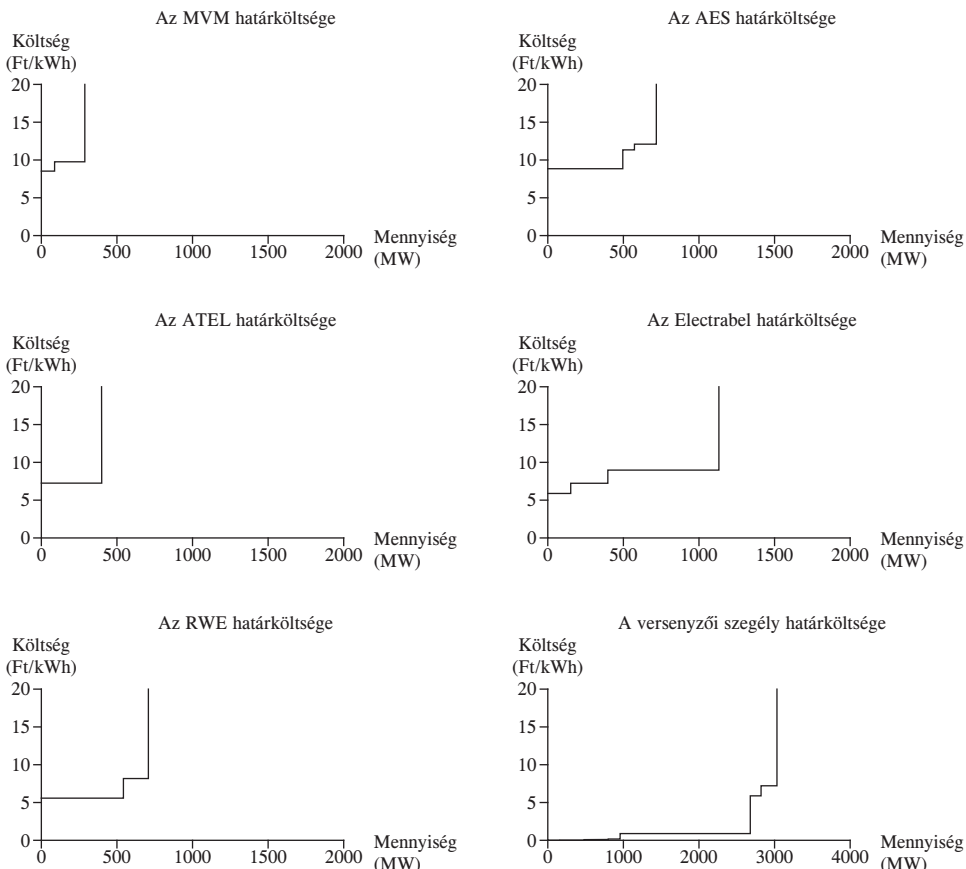 Az MVM határköltsége
Költség
(Ft/kWh)
20
15
10
5
0
0 500 1000 1500 2000
Mennyiség
(MW)
Az AES határköltsége
Költség
(Ft/kWh)
20
15
10
5
0
0 500 1000 1500 2000
Mennyiség
(MW)
Az ATEL határköltsége
Költség
(Ft/kWh)
20
15
10
5
0
0 500 1000 1500 2000
Mennyiség
(MW)
Az Electrabel határköltsége
Költség
(Ft/kWh)
20
15
10
5
0
0 500 1000 1500 2000
Mennyiség
(MW)
Az RWE határköltsége
Költség
(Ft/kWh)
20
15
10
5
0
0 500 1000 1500 2000
Mennyiség
(MW)
A versenyzői szegély határköltsége
Költség
(Ft/kWh)
20
15
10
5
0
0 1000 2000 3000 4000
Mennyiség
(MW)